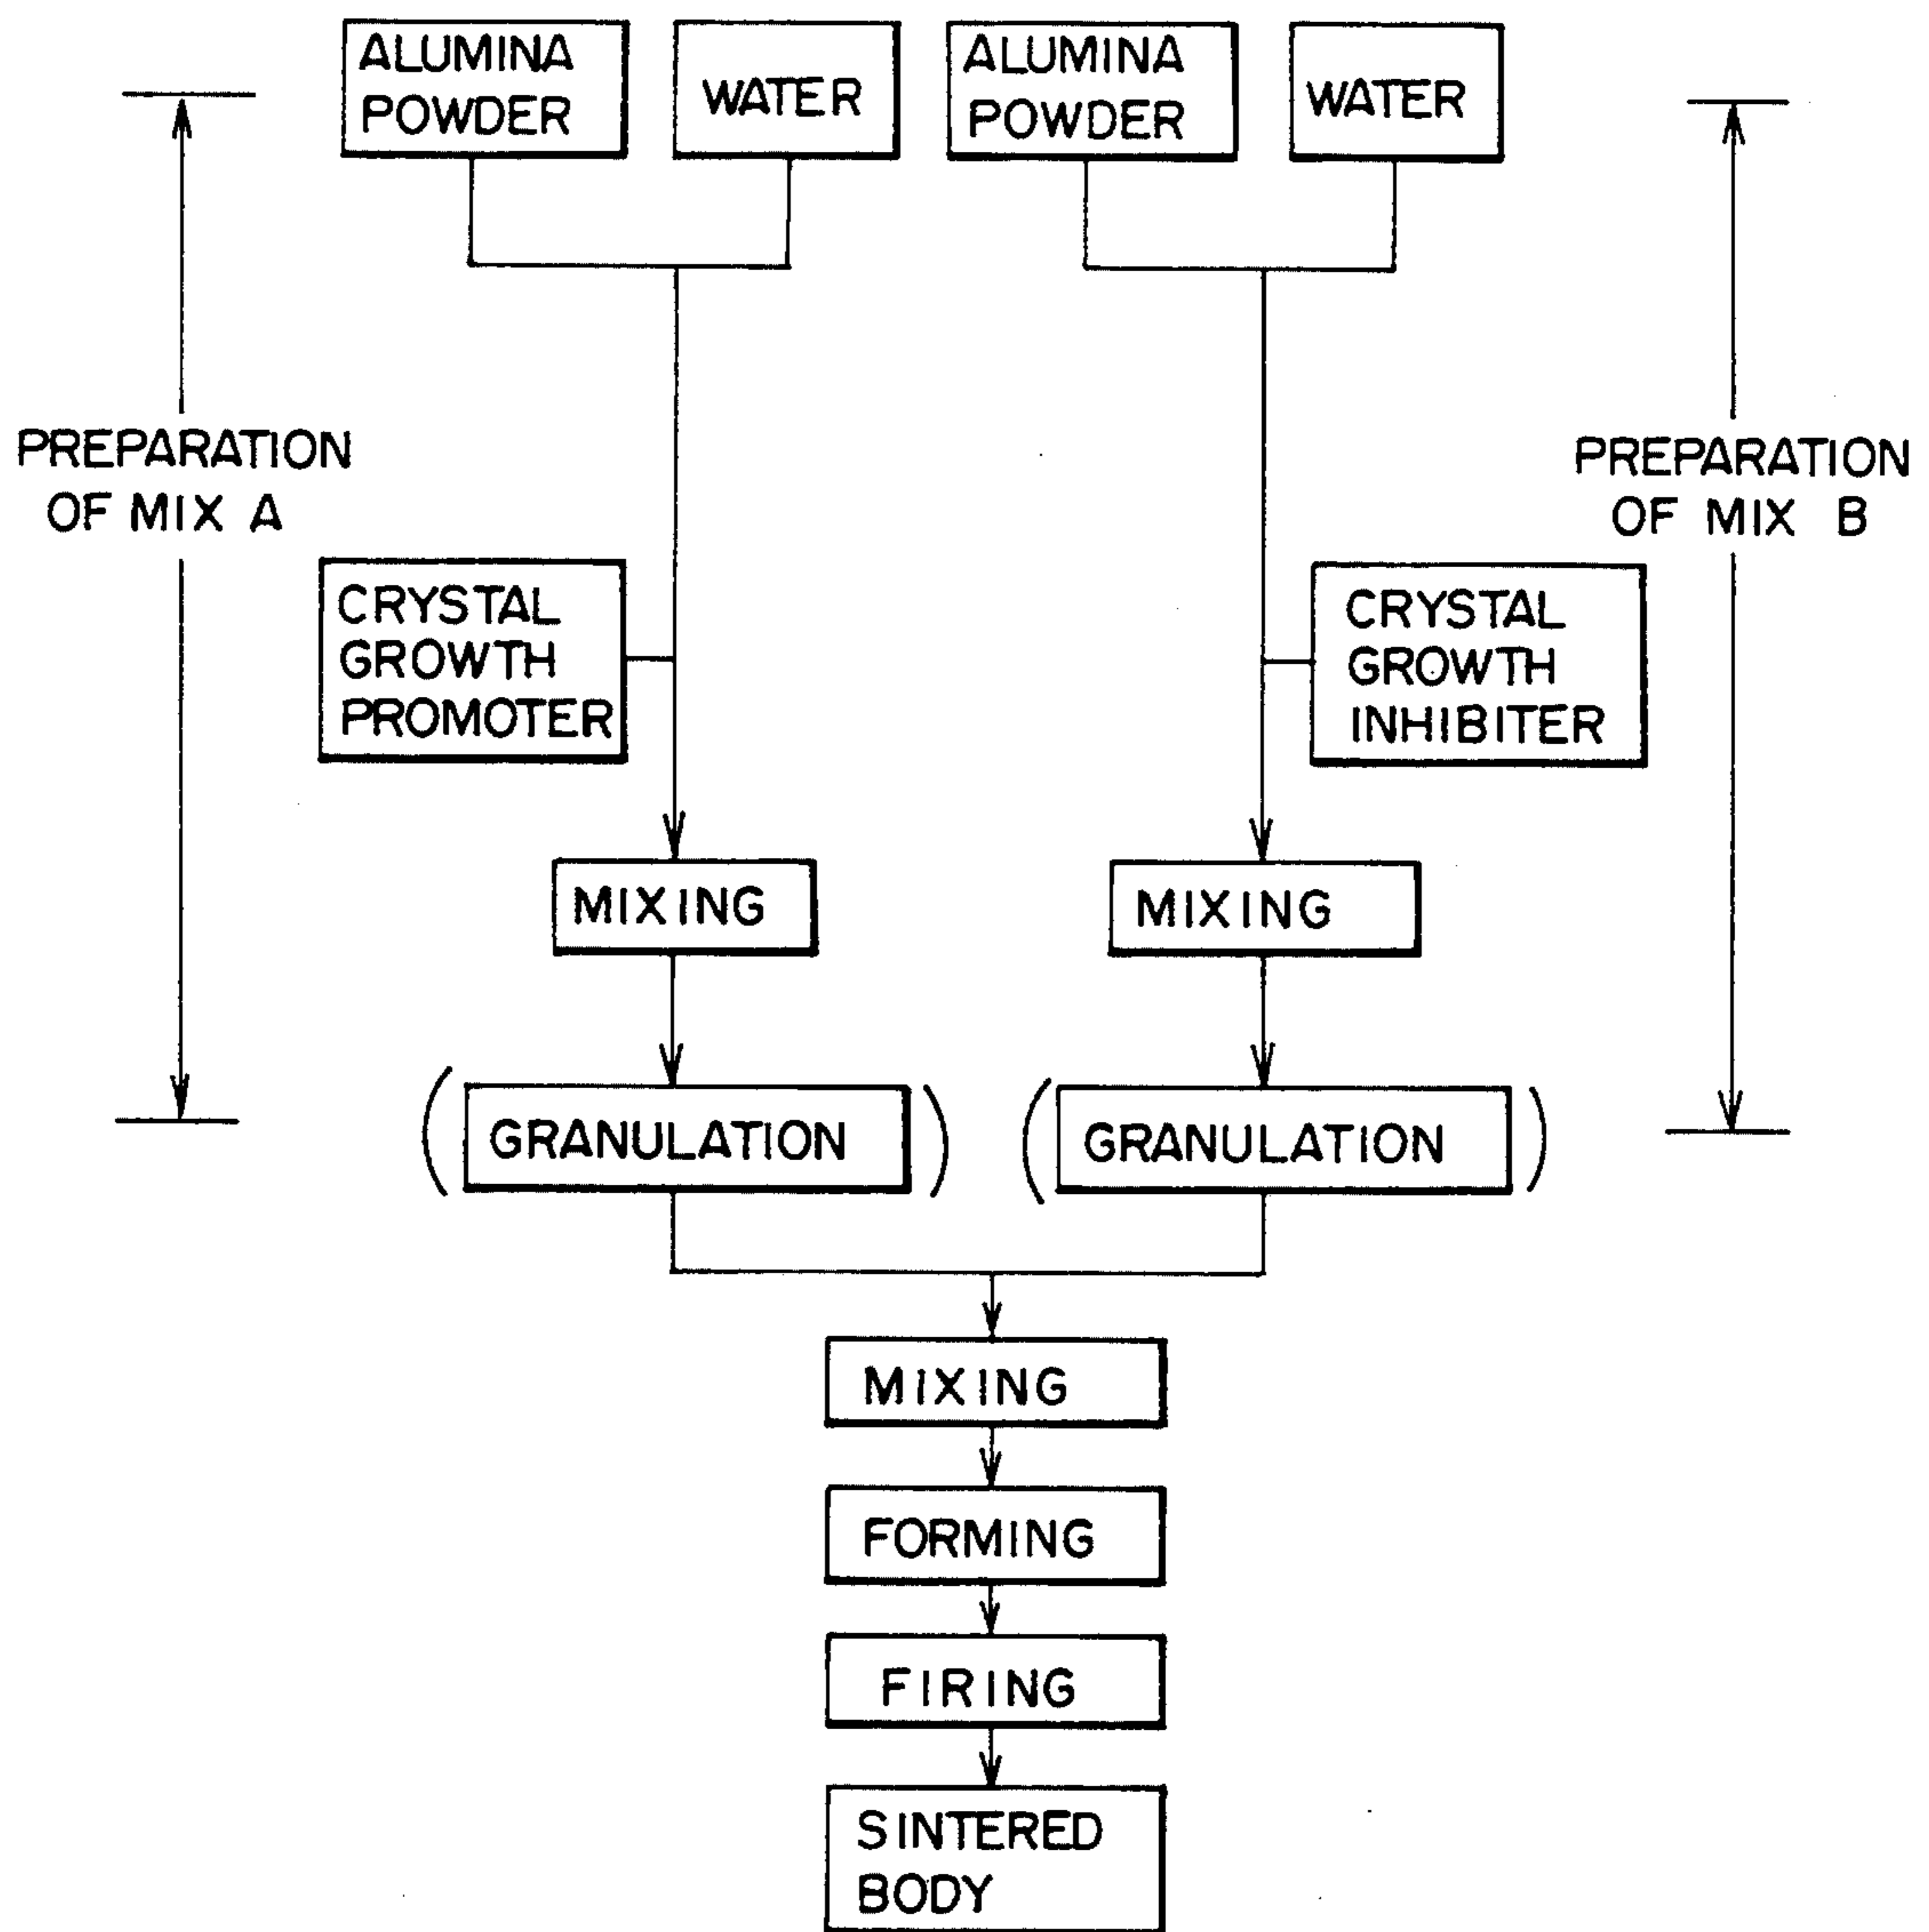 ALUMINA
POWDER
WATER
ALUMINA
POWDER
WATER
PREPARATION
OF MIX A
PREPARATION
OF MIX B
CRYSTAL
GROWTH
PROMOTER
CRYSTAL
GROWTH
INHIBITER
MIXING
MIXING
(GRANULATION)
(GRANULATION)
MIXING
FORMING
FIRING
SINTERED
BODY